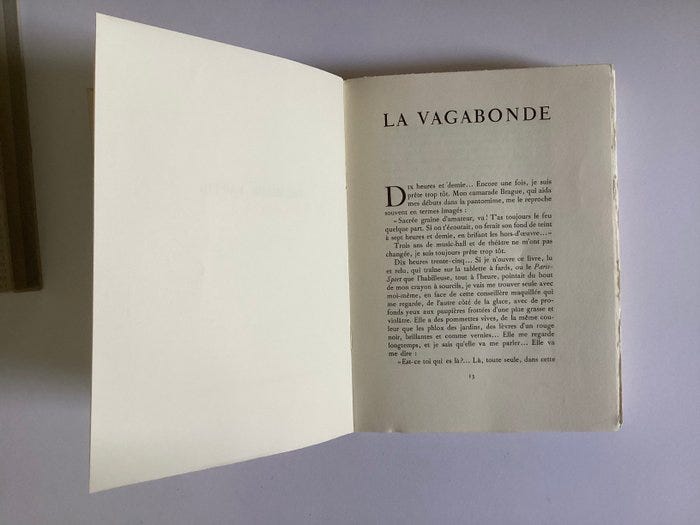 LA VAGABONDE
Dix heures et demie... Encore une fois, je suis
prête trop tôt. Mon camarade Brague, qui aida
mes débuts dans la pantomime, me le reproche
souvent en termes imagés :
— Sacrée graine d'amateur, va ! T'as toujours le feu
quelque part. Si on t'écoutait, on ferait son fond de teint
à sept heures et demie, en brifant les hors-d'œuvre...—
Trois ans de music-hall et de théâtre ne m'ont pas
changée, je suis toujours prête trop tôt.
Dix heures trente-cinq... Si je n'ouvre ce livre, lu
et relu, qui traîne sur la tablette à fards, ou le Paris-
Sport que l'habilleuse, tout à l'heure, pointait du bout
de mon crayon à sourcils, je vais me trouver seule avec
moi-même, en face de cette conseillère maquillée qui
me regarde, de l'autre côté de la glace, avec de pro-
fonds yeux aux paupières frottées d'une pâte grasse et
violâtre. Elle a des pommettes vives, de la même cou-
leur que les phlox des jardins, des lèvres d'un rouge
noir, brillantes et comme vernies... Elle me regarde
longtemps, et je sais qu'elle va me parler... Elle va
me dire :
—Est-ce toi qui es là?... Là, toute seule, dans cette
13